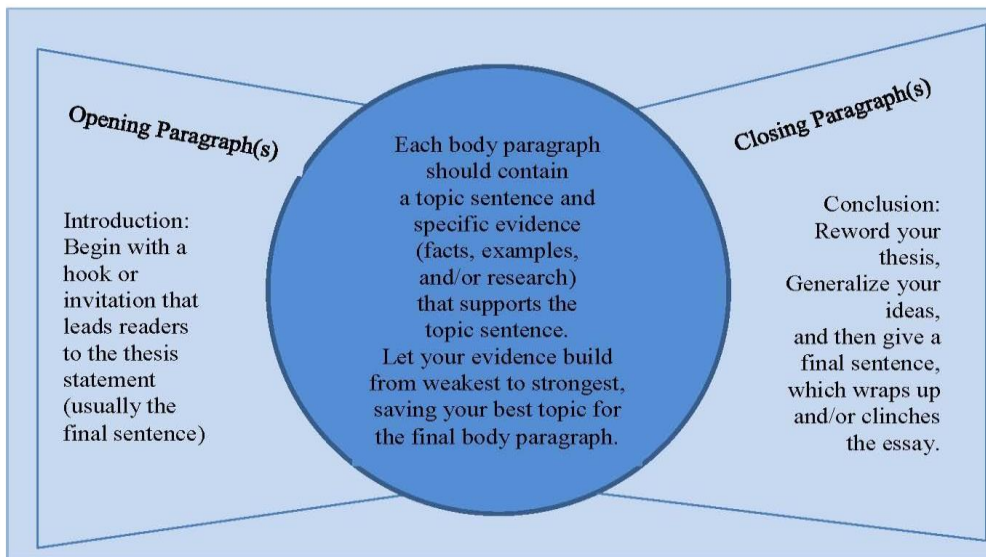 Opening Paragraph(s)
Introduction:
Begin with a
hook or
invitation that
leads readers
to the thesis
statement
(usually the
final sentence)
Each body paragraph
should contain
a topic sentence and
specific evidence
(facts, examples,
and/or research)
that supports the
topic sentence.
Let your evidence build
from weakest to strongest,
saving your best topic for
the final body paragraph.
Closing Paragraph(s)
Conclusion:
Reword your
thesis,
Generalize your
ideas,
and then give a
final sentence,
which wraps up
and/or clinches
the essay.